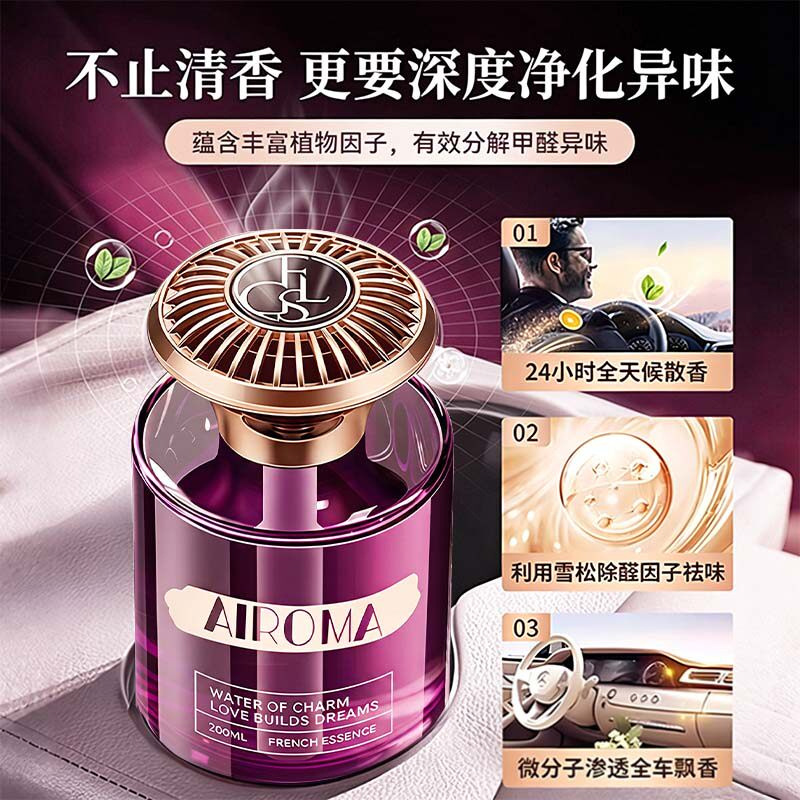 不止清香 更要深度净化异味
蕴含丰富植物因子，有效分解甲醛异味
FLSC
AIROMA
WATER OF CHARM
LOVE BUILDS DREAMS
200ML FRENCH ESSENCE
01
24小时全天候散香
02
利用雪松除醛因子祛味
03
微分子渗透全车飘香